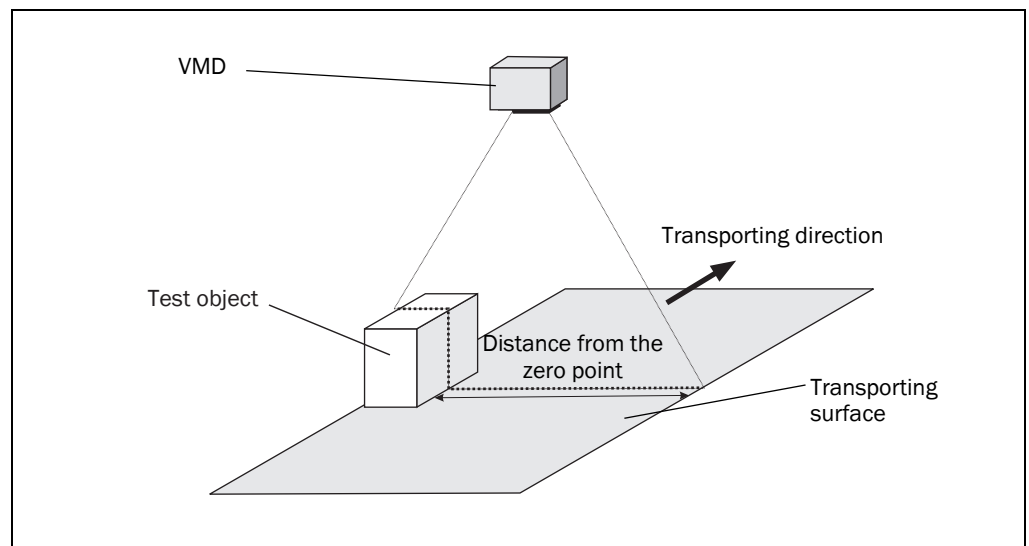 VMD
Transporting direction
Test object
Distance from the
zero point
Transporting
surface